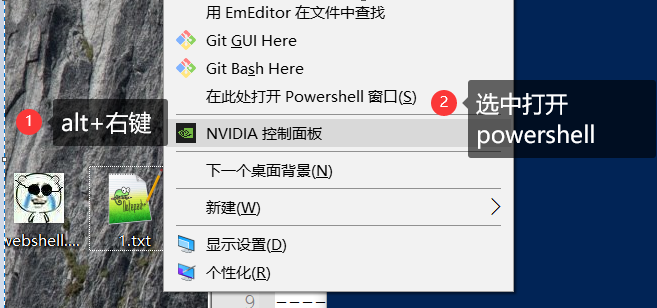 用 EmEditor 在文件中查找
Git GUI Here
Git Bash Here
在此处打开 Powershell 窗口(S)
NVIDIA 控制面板
下一个桌面背景(N)
新建(W)
显示设置(D)
个性化(R)
1
alt+右键
2
选中打开
powershell
webshell....
1.txt
9
----